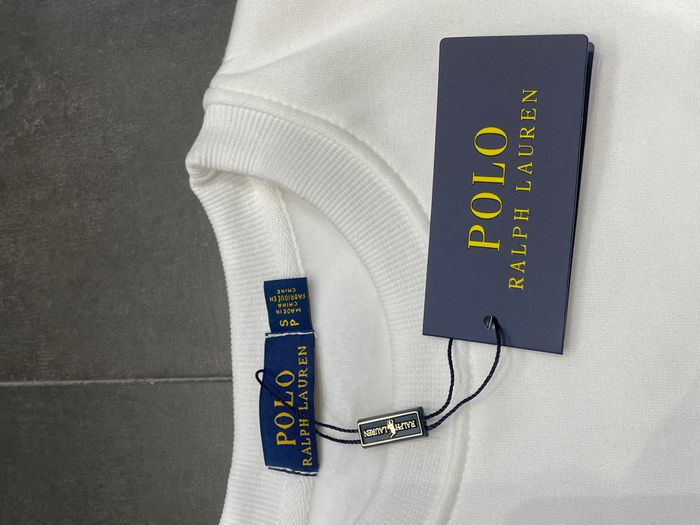 POLO
RALPH LAUREN
S
P
MADE IN
CHINA
FABRIQUÉ EN
CHINE
POLO
RALPH LAUREN
RALPH LAUREN